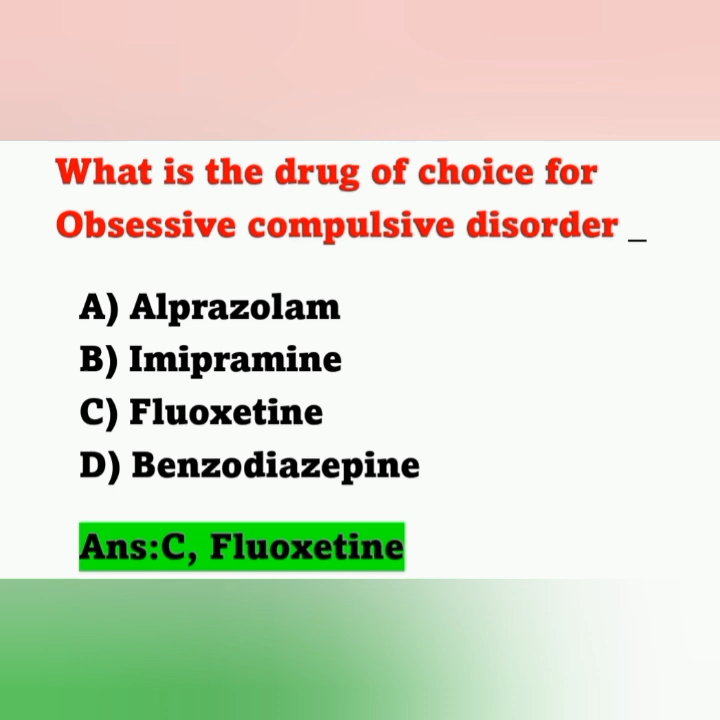 What is the drug of choice for
Obsessive compulsive disorder _
A) Alprazolam
B) Imipramine
C) Fluoxetine
D) Benzodiazepine
Ans:C, Fluoxetine